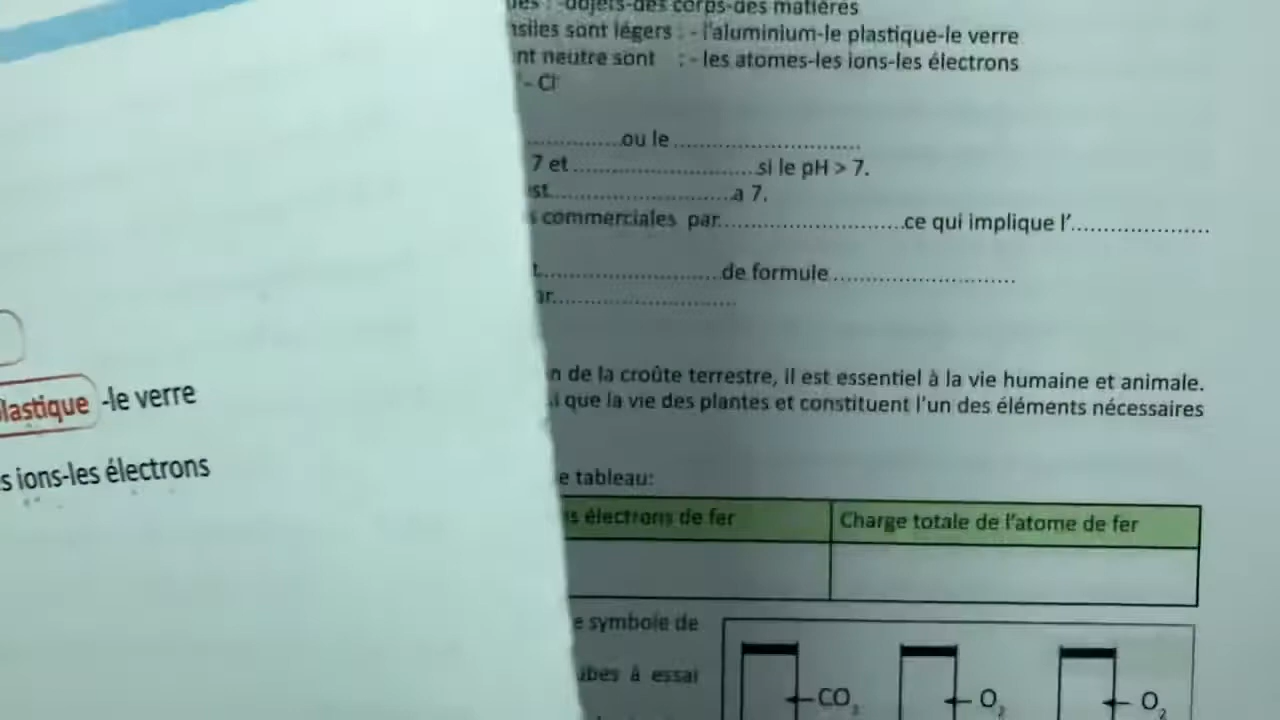 -objets-des corps-des matières
sont légers : - l'aluminium-le plastique-le verre
nt neutre sont : - les atomes-les ions-les électrons
- Cl⁻
..............ou le............................
7 et............................si le pH > 7.
st............................a 7.
s commerciales par............................ce qui implique l'.....................
............................de formule............................
............................
n de la croûte terrestre, il est essentiel à la vie humaine et animale.
que la vie des plantes et constituent l'un des éléments nécessaires
e tableau:
s électrons de fer
Charge totale de l'atome de fer
e symbole de
à essai
CO₂
O₂
O₂
lastique -le verre
s ions-les électrons